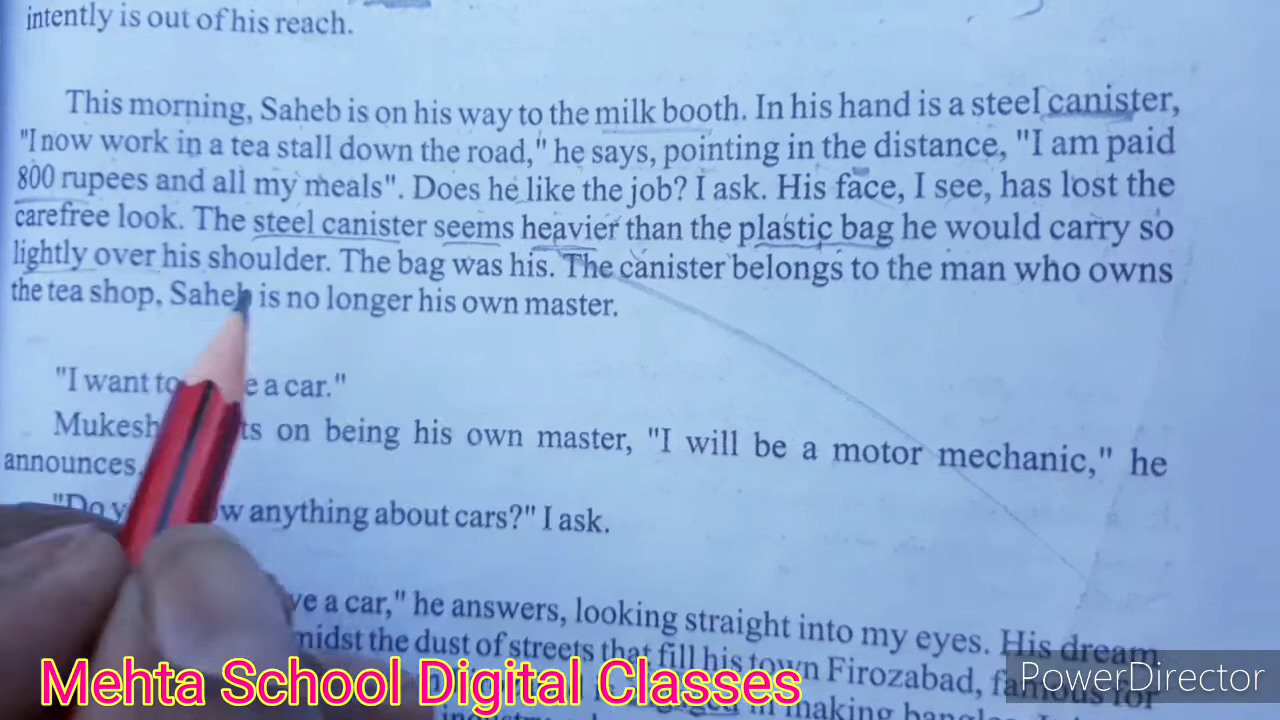 intently is out of his reach.
This morning, Saheb is on his way to the milk booth. In his hand is a steel canister,
"I now work in a tea stall down the road," he says, pointing in the distance, "I am paid
800 rupees and all my meals". Does he like the job? I ask. His face, I see, has lost the
carefree look. The steel canister seems heavier than the plastic bag he would carry so
lightly over his shoulder. The bag was his. The canister belongs to the man who owns
the tea shop, Saheb is no longer his own master.
"I want to e a car."
Mukesh ts on being his own master, "I will be a motor mechanic," he
announces.
"Do y w anything about cars?" I ask.
ve a car," he answers, looking straight into my eyes. His dream
midst the dust of streets that fill his town Firozabad, famous for
in making
Mehta School Digital Classes
PowerDirector